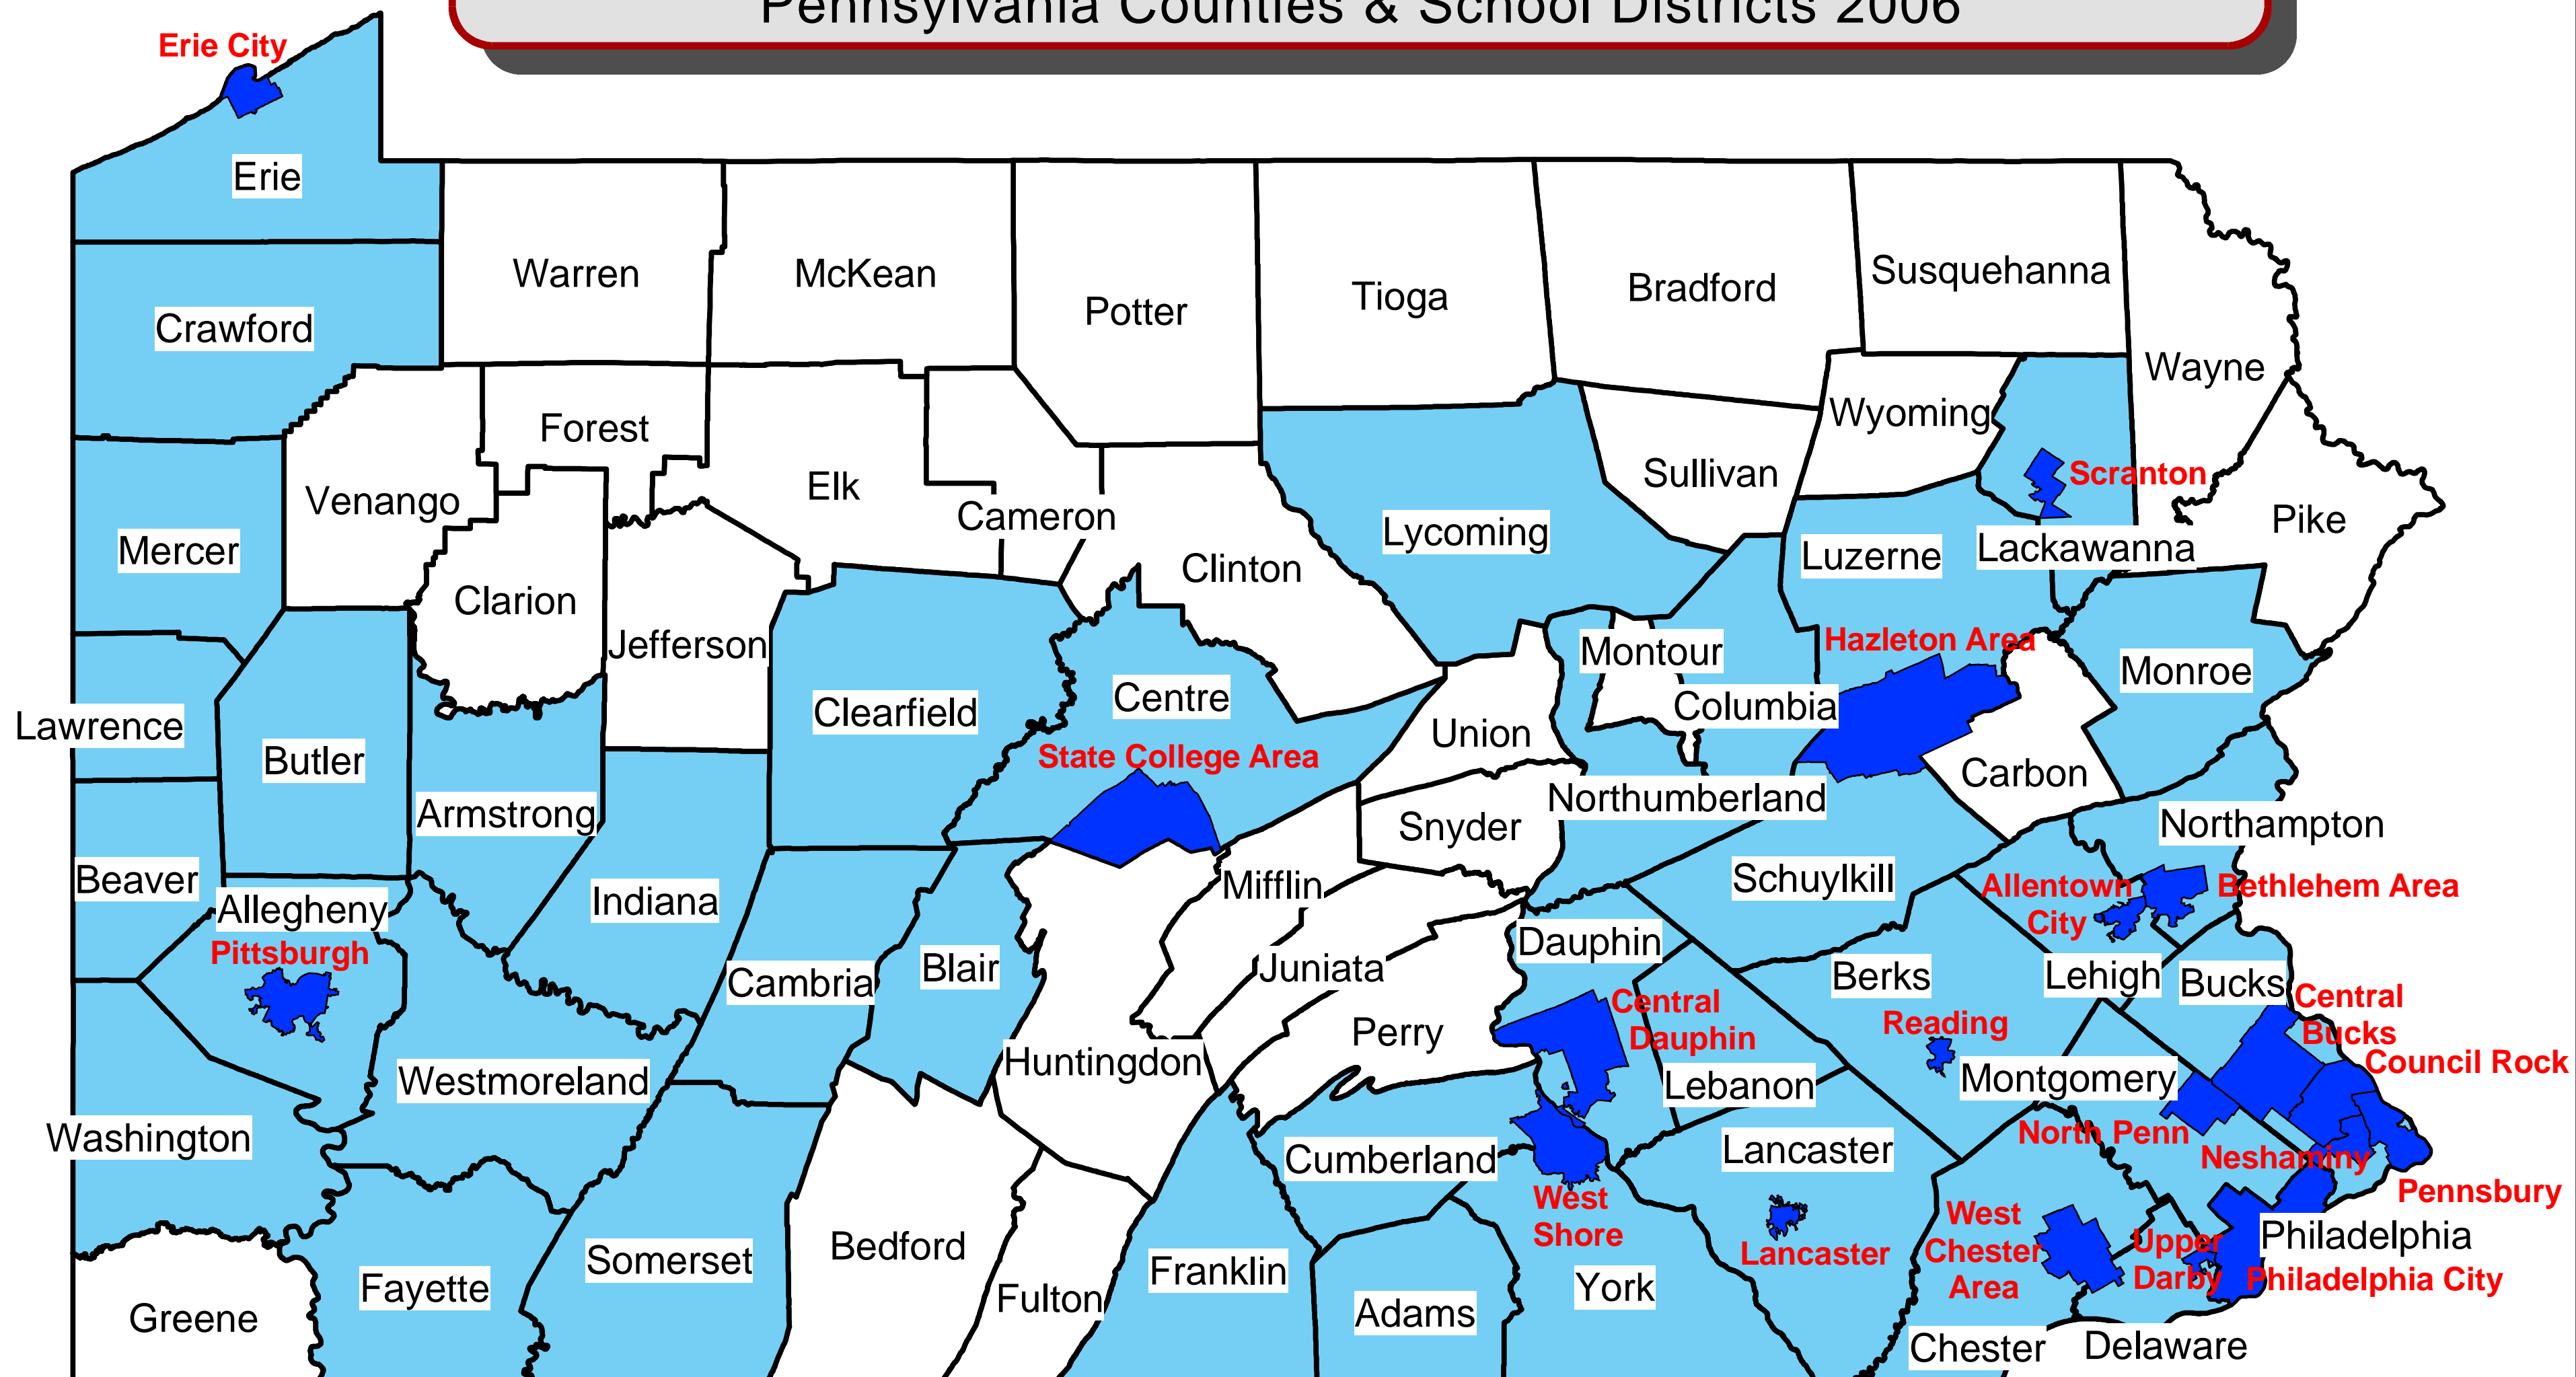 Pennsylvania Counties & School Districts 2006
Erie City
Erie
Warren
McKean
Potter
Tioga
Bradford
Susquehanna
Wayne
Crawford
Forest
Wyoming
Venango
Elk
Cameron
Sullivan
Scranton
Pike
Mercer
Clarion
Clinton
Lycoming
Luzerne
Lackawanna
Jefferson
Montour
Hazleton Area
Monroe
Lawrence
Butler
Clearfield
Centre
Columbia
Union
State College Area
Carbon
Armstrong
Northumberland
Snyder
Northampton
Beaver
Allegheny
Indiana
Mifflin
Schuylkill
Allentown
City
Bethlehem Area
Pittsburgh
Cambria
Blair
Juniata
Dauphin
Berks
Lehigh
Bucks
Central
Bucks
Central
Dauphin
Reading
Perry
Council Rock
Westmoreland
Huntingdon
Lebanon
Montgomery
Washington
Cumberland
Lancaster
North Penn
Neshaminy
Pennsbury
West
Shore
West
Chester
Area
Upper
Darby
Philadelphia
Philadelphia City
Lancaster
Greene
Fayette
Somerset
Bedford
Fulton
Franklin
Adams
York
Chester
Delaware